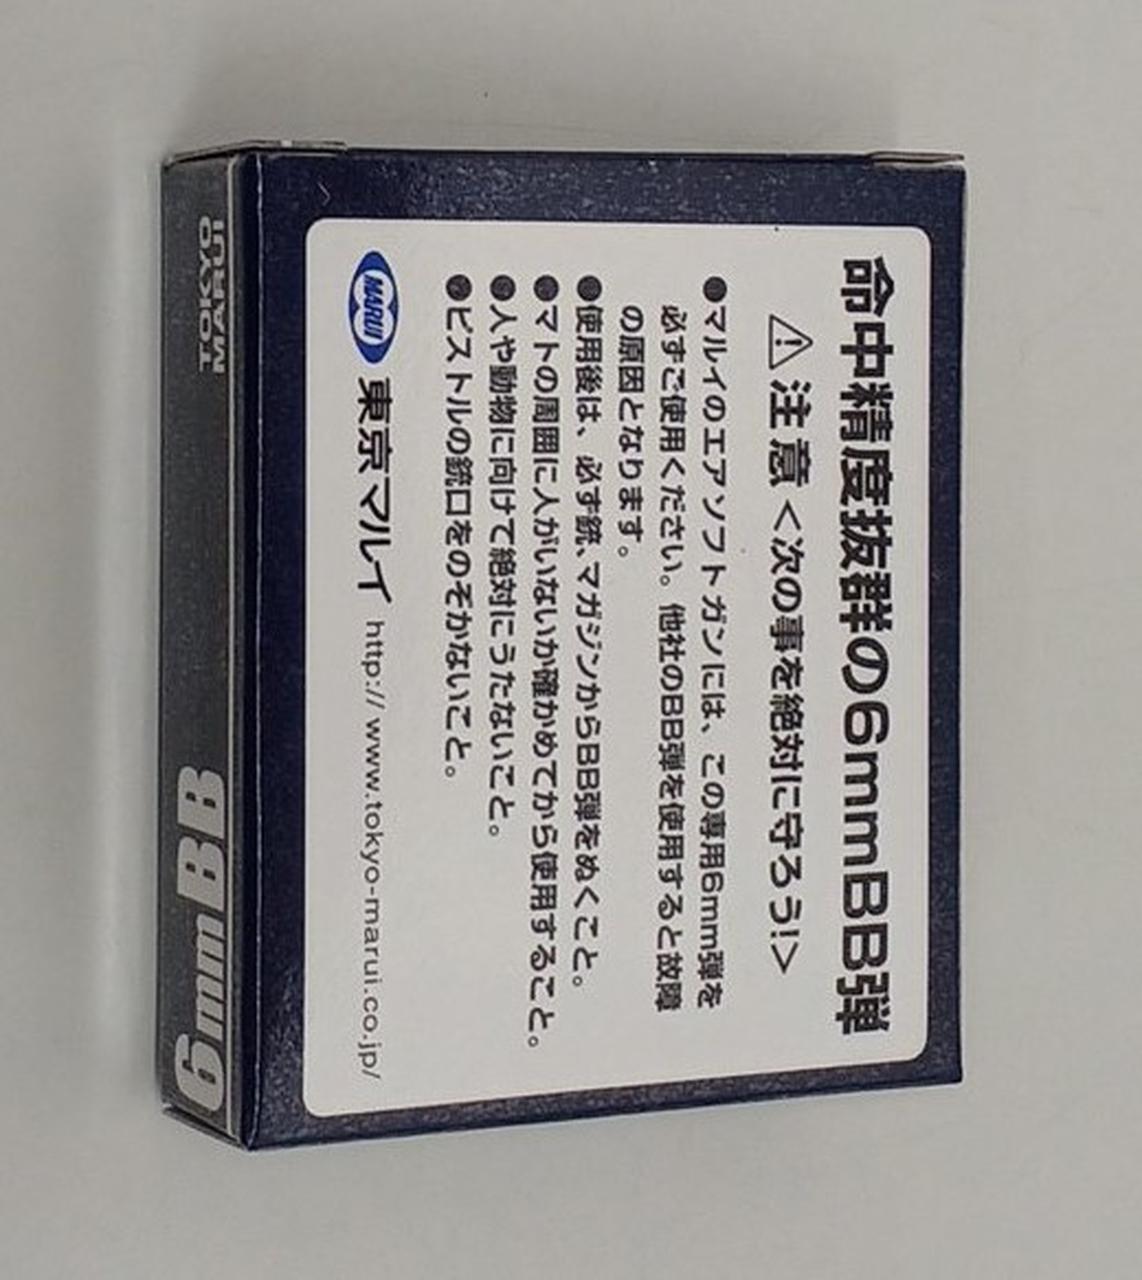 命中精度抜群の6mmBB弾
⚠注意<次の事を絶対に守ろう!>
●マルイのエアソフトガンには、この専用6mm弾を
必ずご使用ください。他社のBB弾を使用すると故障
の原因となります。
●使用後は、必ず銃、マガジンからBB弾をぬくこと。
●マトの周囲に人がいないか確かめてから使用すること。
●人や動物に向けて絶対にうたないこと。
●ピストルの銃口をのぞかないこと。
MARUI 東京マルイ http://www.tokyo-marui.co.jp/
TOKYO
MARUI
6mmBB